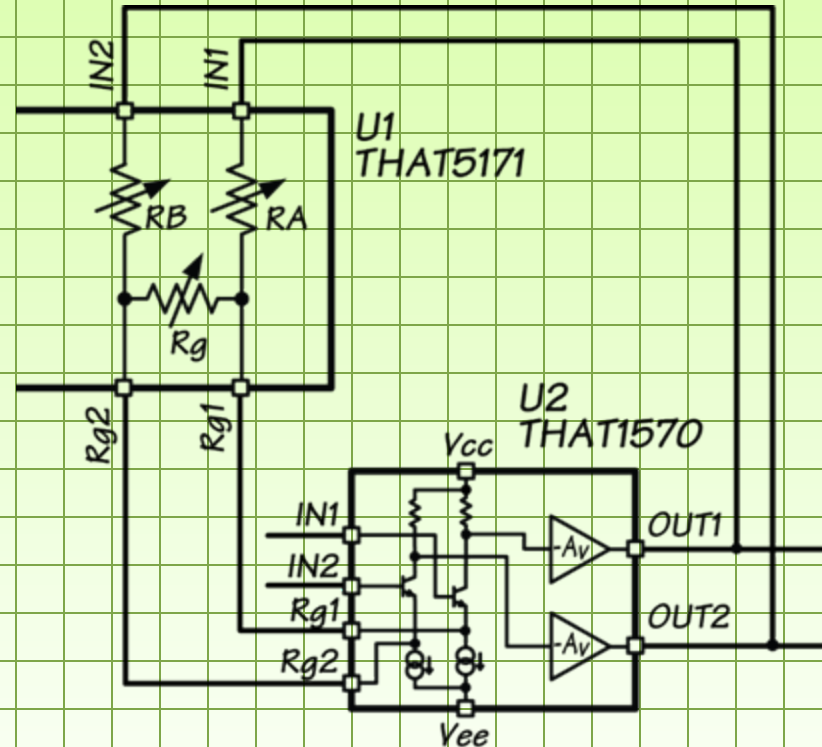 IN2
IN1
U1
THAT5171
RB
RA
Rg
Rg2
Rg1
U2
THAT1570
Vcc
IN1
IN2
Rg1
Rg2
-Av
-Av
OUT1
OUT2
Vee